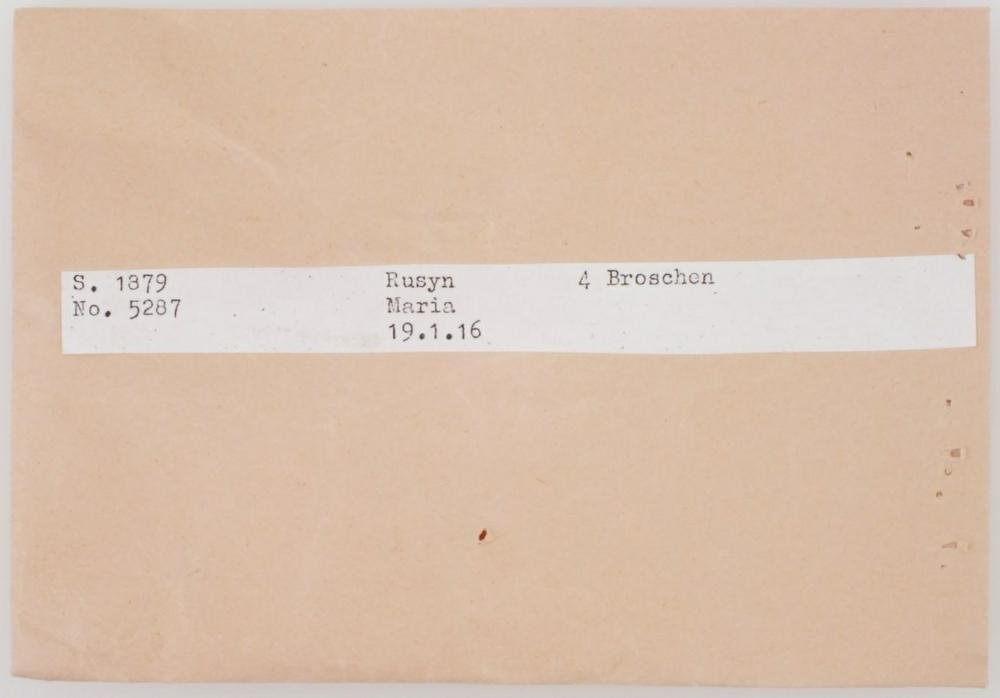 S. 1879 Rusyn 4 Broschen
No. 5287 Maria
19.1.16